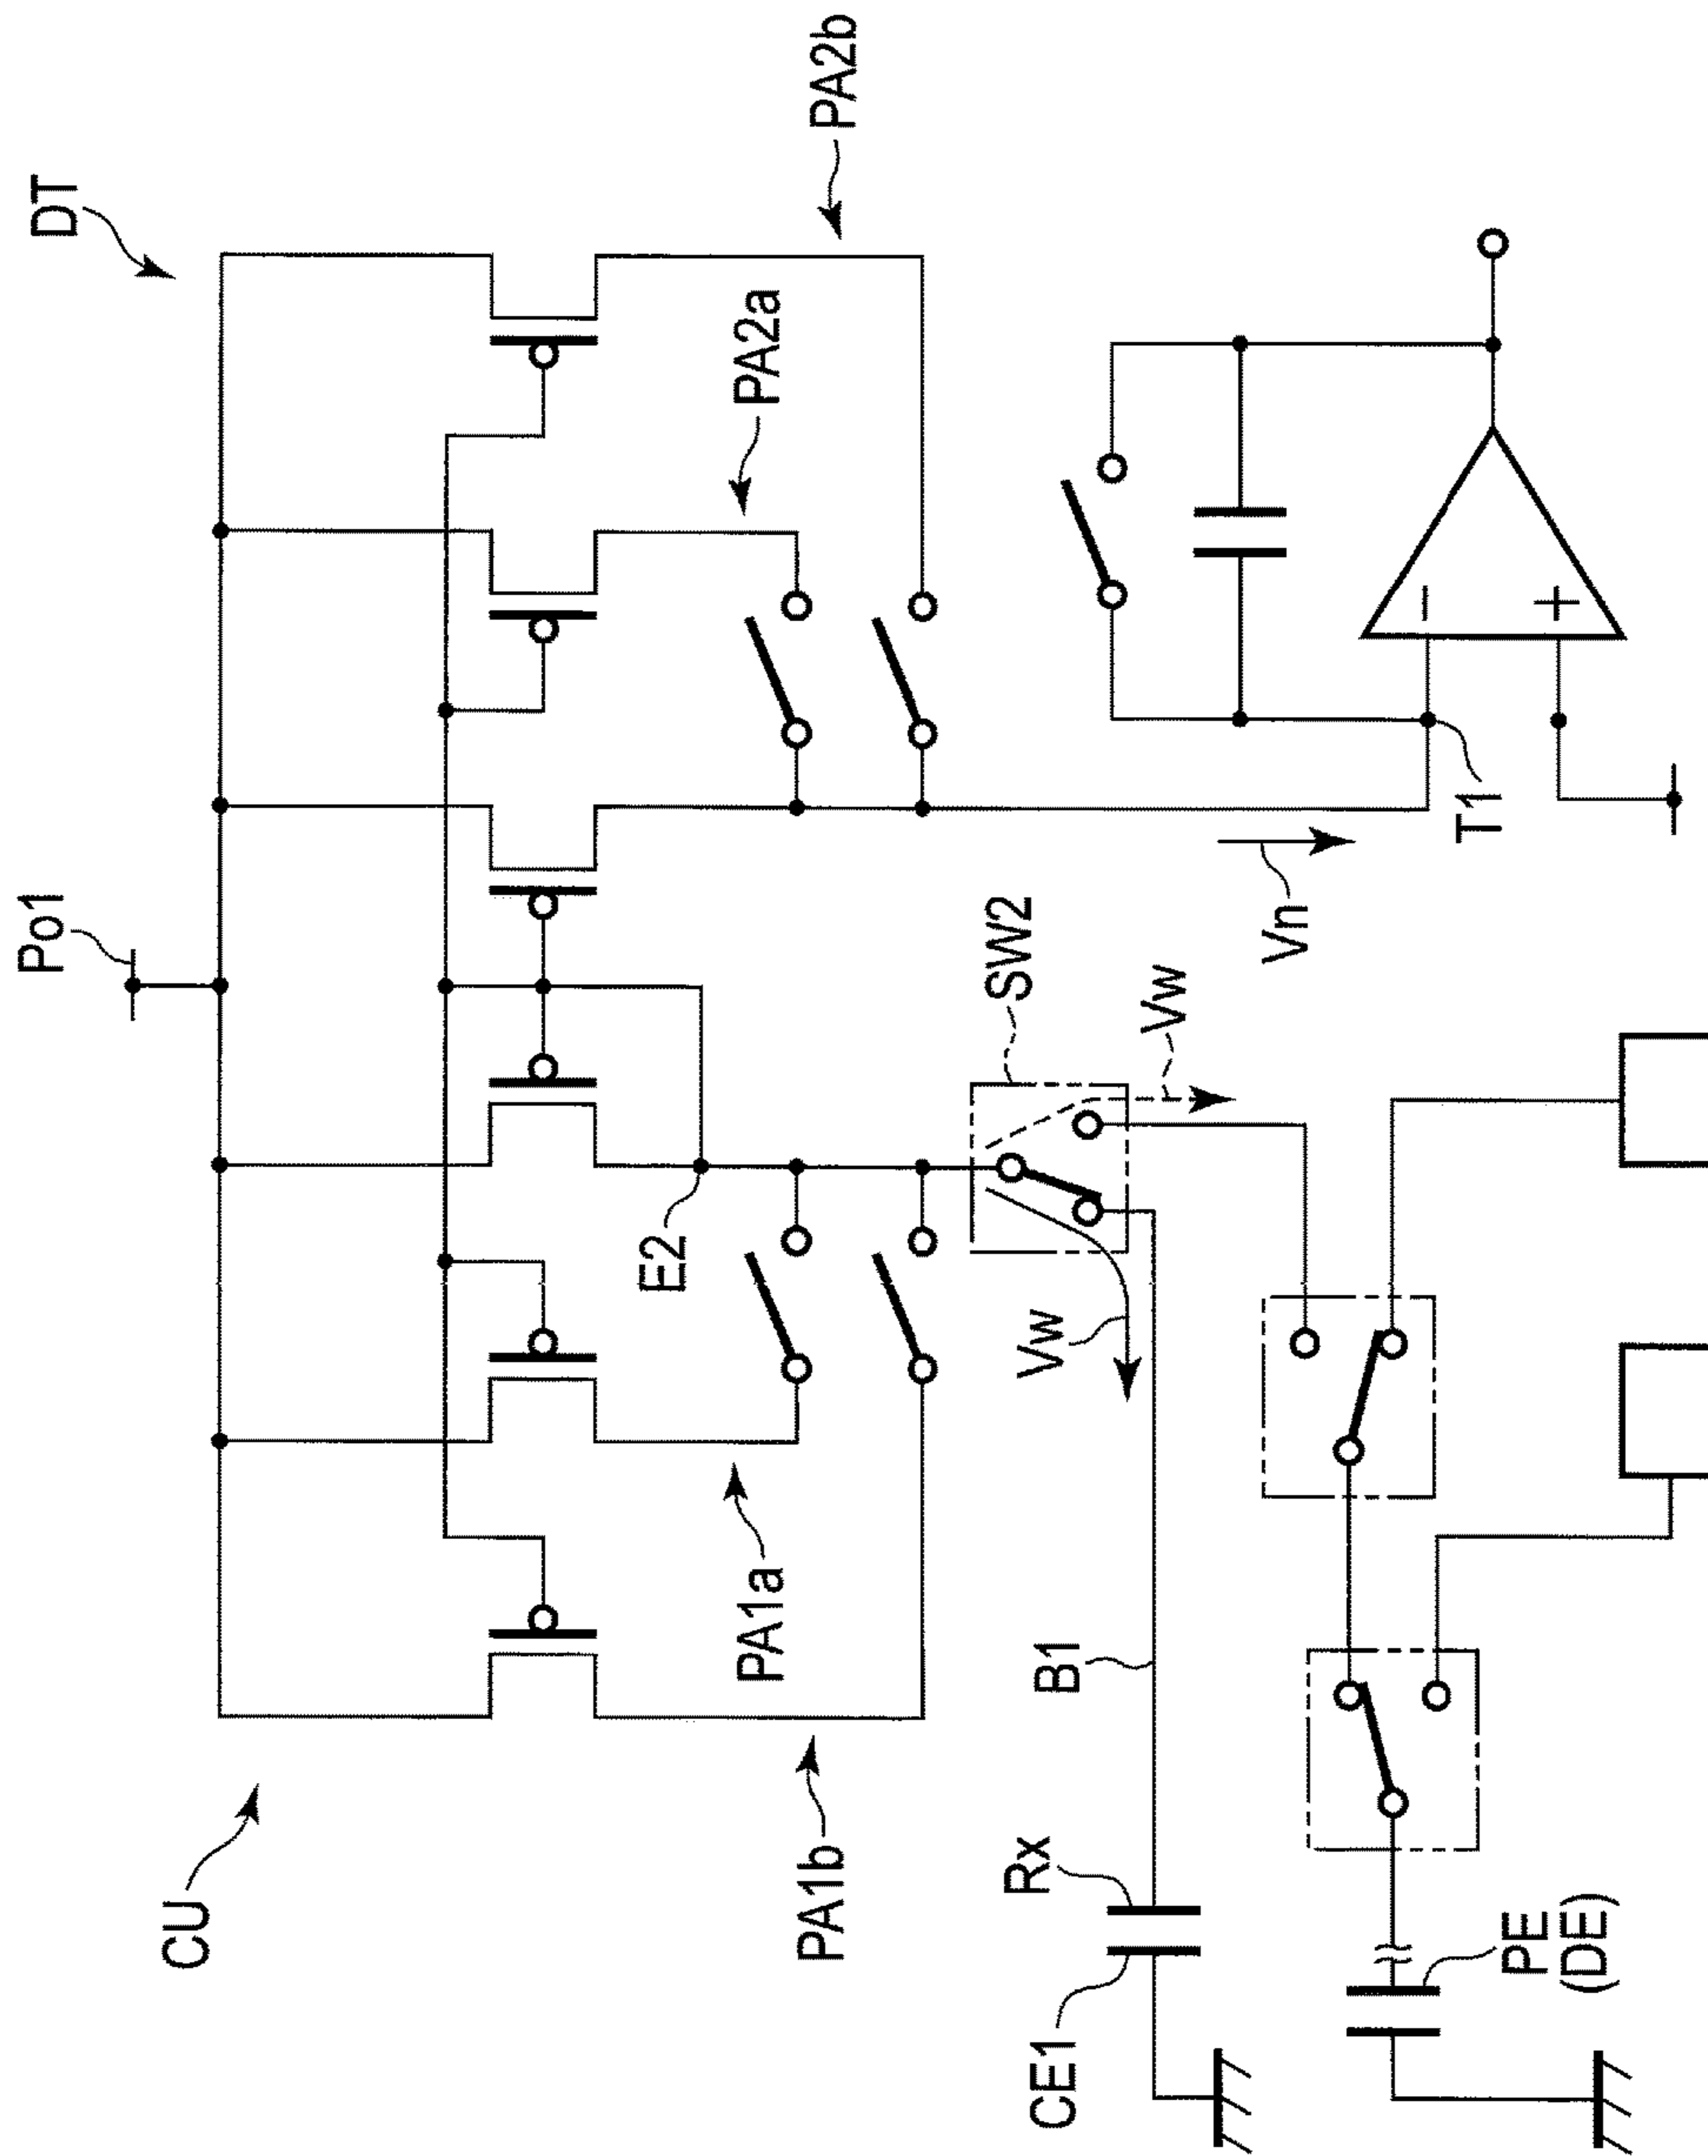 DT
PA2b
PA2a
Po1
SW2
Vw
Vn
T1
−
+
E2
Vw
PA1a
B1
PA1b
CU
Rx
CE1
PE
(DE)